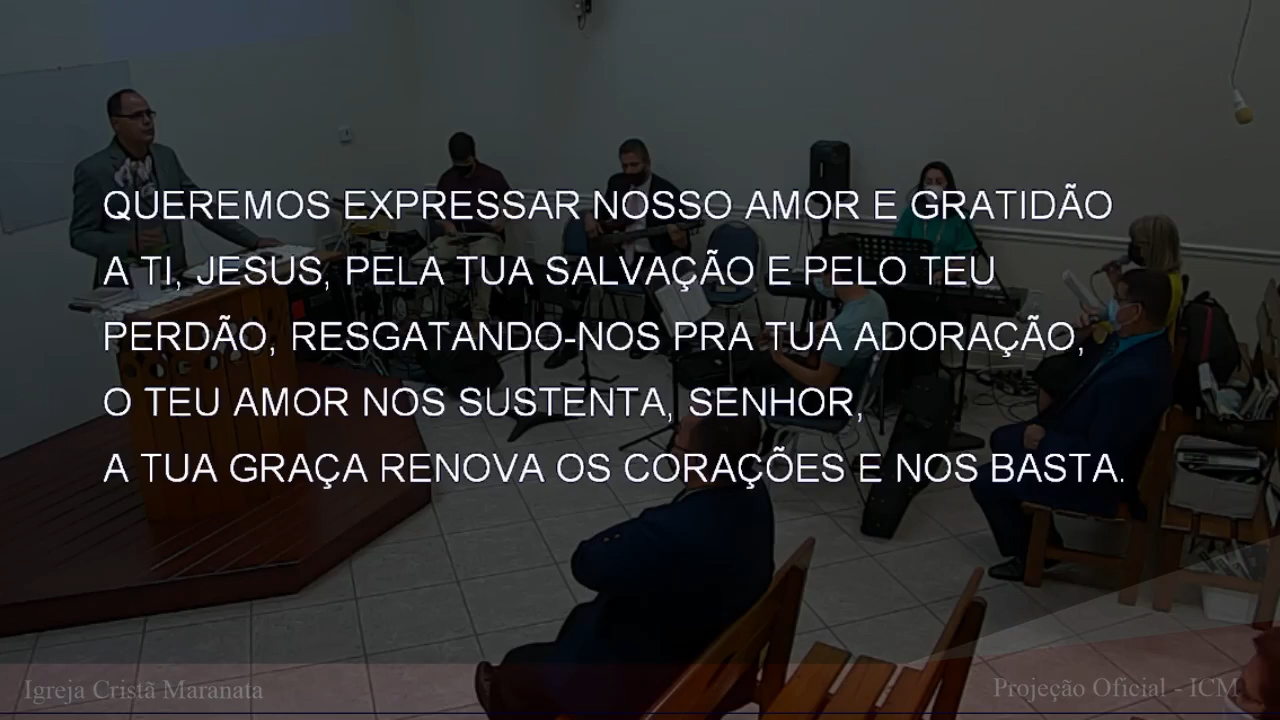 QUEREMOS EXPRESSAR NOSSO AMOR E GRATIDÃO
A TI, JESUS, PELA TUA SALVAÇÃO E PELO TEU
PERDÃO, RESGATANDO-NOS PRA TUA ADORAÇÃO,
O TEU AMOR NOS SUSTENTA, SENHOR,
A TUA GRAÇA RENOVA OS CORAÇÕES E NOS BASTA.
Igreja Cristã Maranata
Projeção Oficial - ICM